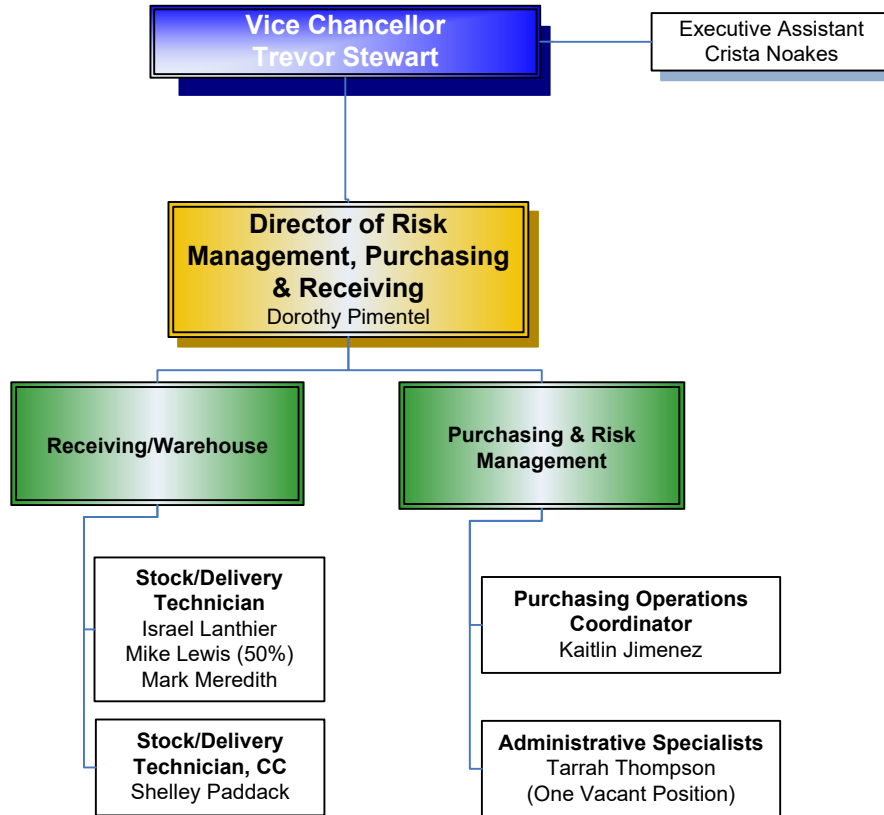 Vice Chancellor
Trevor Stewart
Executive Assistant
Crista Noakes
Director of Risk
Management, Purchasing
& Receiving
Dorothy Pimentel
Receiving/Warehouse
Purchasing & Risk
Management
Stock/Delivery
Technician
Israel Lanthier
Mike Lewis (50%)
Mark Meredith
Stock/Delivery
Technician, CC
Shelley Paddack
Purchasing Operations
Coordinator
Kaitlin Jimenez
Administrative Specialists
Tarrah Thompson
(One Vacant Position)